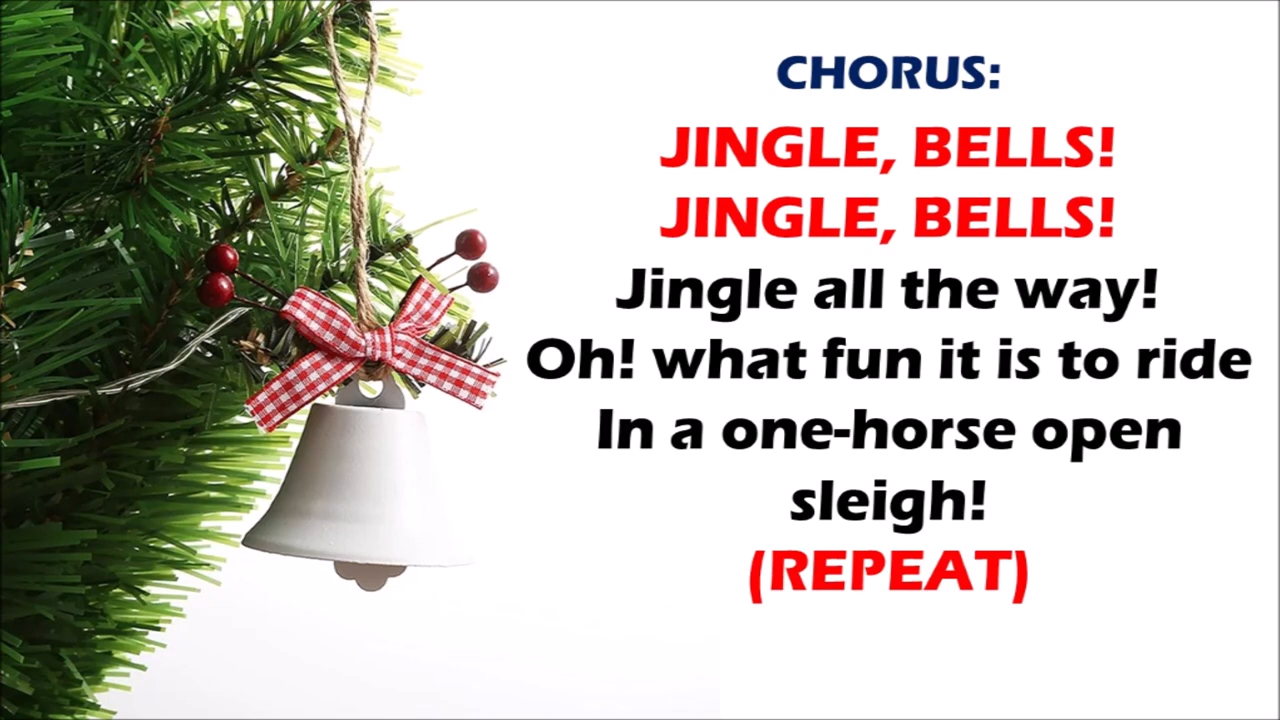 CHORUS:
JINGLE, BELLS!
JINGLE, BELLS!
Jingle all the way!
Oh! what fun it is to ride
In a one-horse open
sleigh!
(REPEAT)